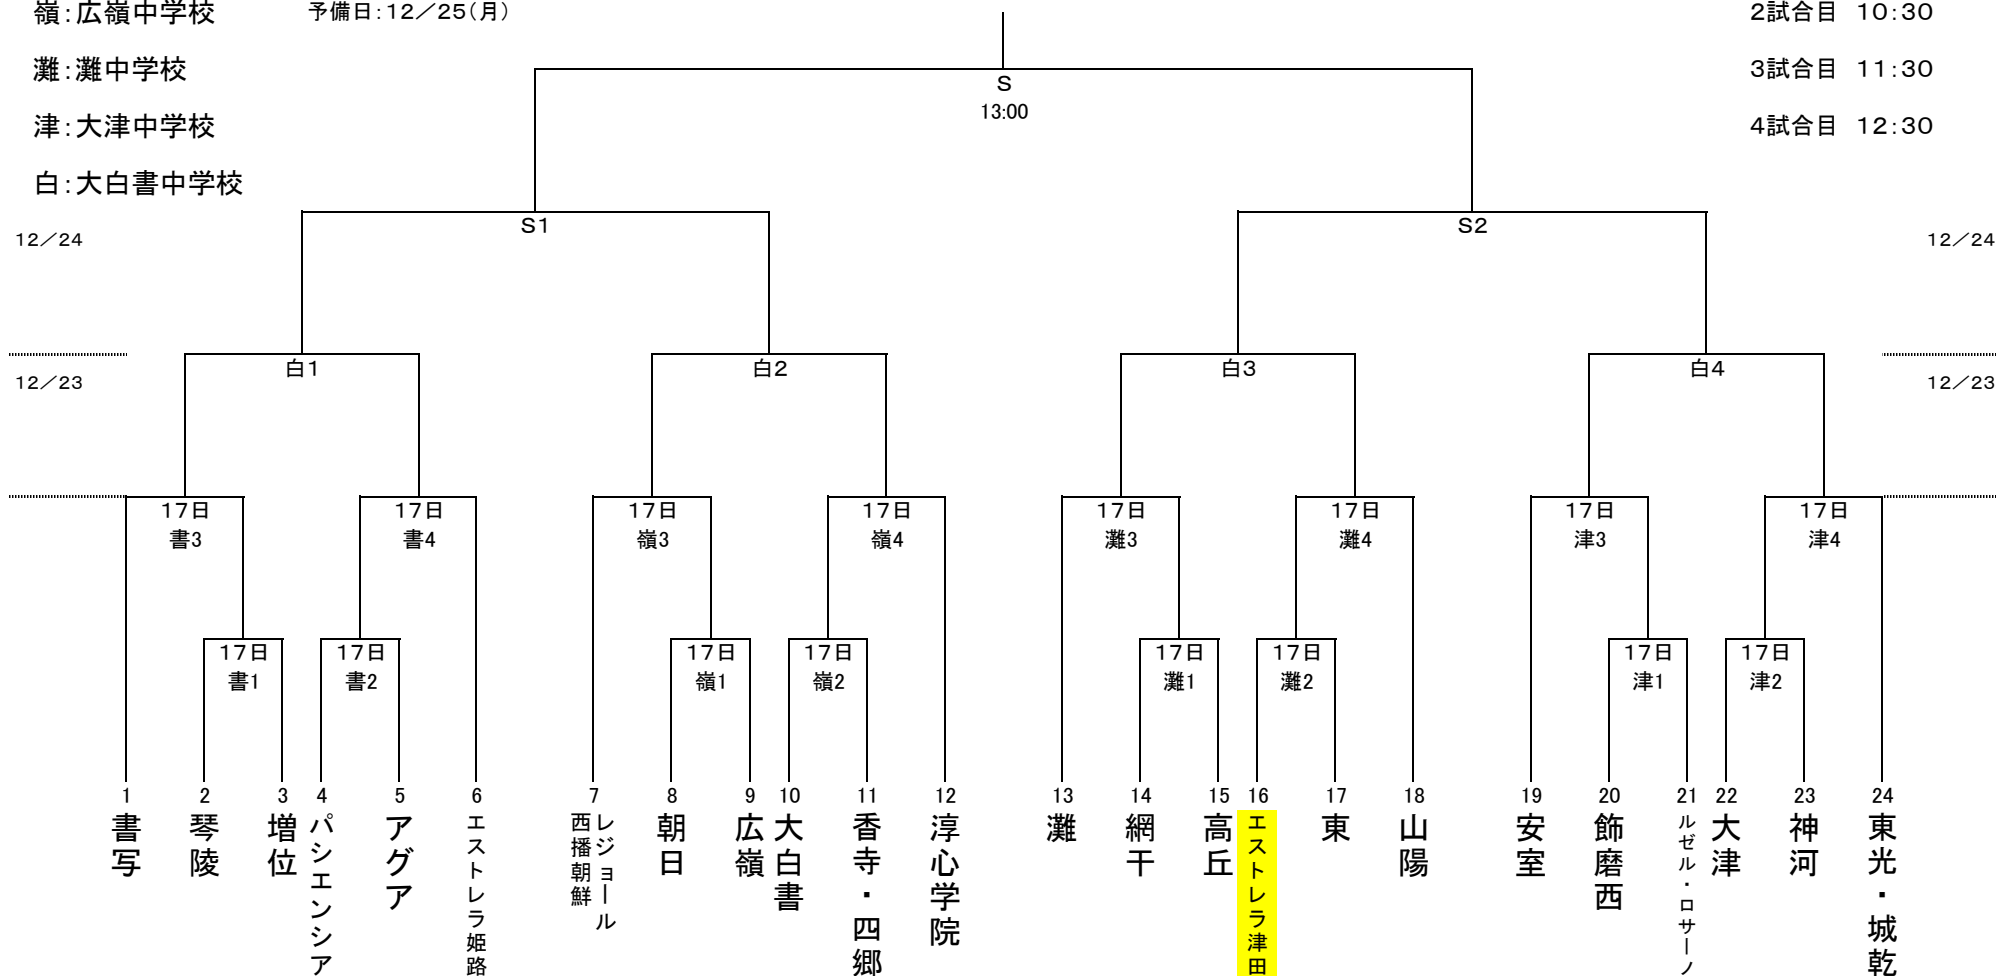 嶺：広嶺中学校
予備日：12／25（月）
2試合目　10：30
灘：灘中学校
3試合目　11：30
S
13:00
津：大津中学校
4試合目　12：30
白：大白書中学校
S1
S2
12／24
12／24
白1
白2
白3
白4
12／23
12／23
17日
書3
17日
書4
17日
嶺3
17日
嶺4
17日
灘3
17日
灘4
17日
津3
17日
津4
17日
書1
17日
書2
17日
嶺1
17日
嶺2
17日
灘1
17日
灘2
17日
津1
17日
津2
1
書写
2
琴陵
3
増位
4
パシエンシア
5
アグア
6
エストレラ姫路
7
レジョール
西播朝鮮
8
朝日
9
広嶺
10
大白書
11
香寺・四郷
12
淳心学院
13
灘
14
網干
15
高丘
16
エストレラ津田
17
東
18
山陽
19
安室
20
飾磨西
21
ルゼル・ロサーノ
22
大津
23
神河
24
東光・城乾